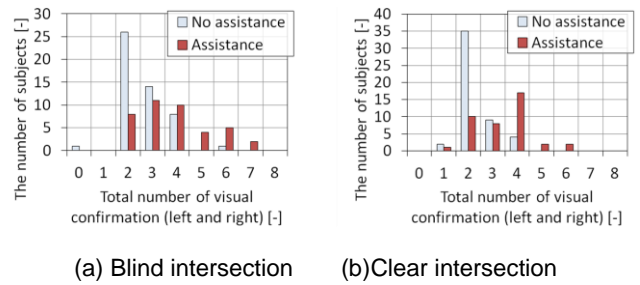 The number of subjects [-]
30
25
20
15
10
5
0
No assistance
Assistance
0 1 2 3 4 5 6 7 8
Total number of visual
confirmation (left and right) [-]
(a) Blind intersection
The number of subjects [-]
40
35
30
25
20
15
10
5
0
No assistance
Assistance
0 1 2 3 4 5 6 7 8
Total number of visual
confirmation (left and right) [-]
(b)Clear intersection